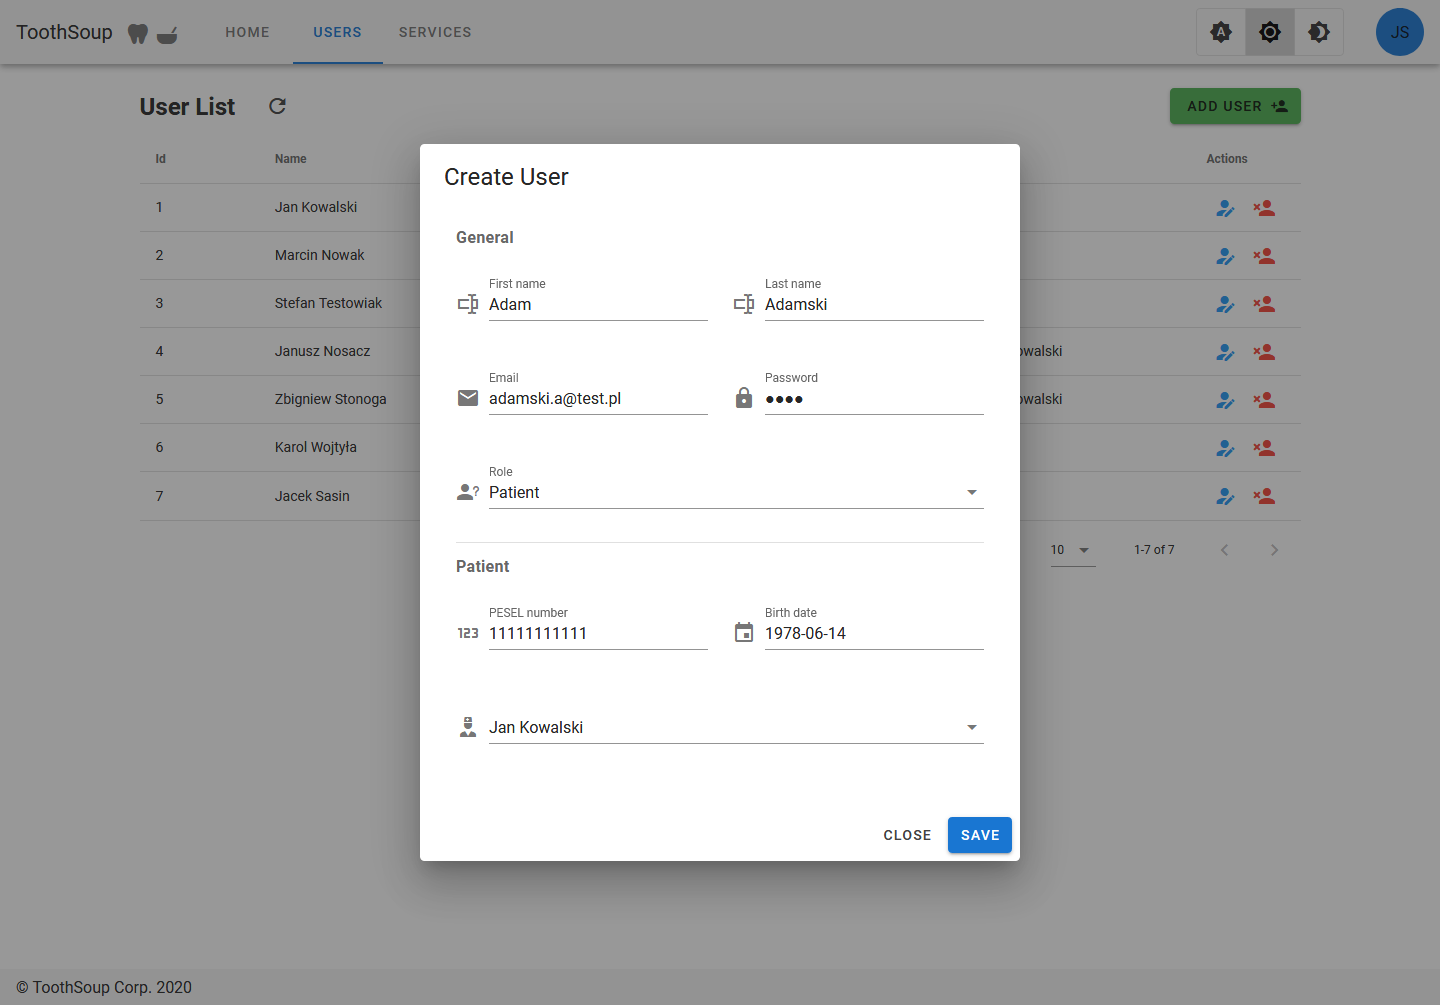 ToothSoup HOME USERS SERVICES A JS
User List ADD USER
Id Name Actions
1 Jan Kowalski
2 Marcin Nowak
3 Stefan Testowiak
4 Janusz Nosacz owalski
5 Zbigniew Stonoga owalski
6 Karol Wojtyła
7 Jacek Sasin
10 1-7 of 7
Create User
General
First name Last name
Adam Adamski
Email Password
adamski.a@test.pl ●●●●
Role
Patient
Patient
PESEL number Birth date
123 11111111111 1978-06-14
Jan Kowalski
CLOSE SAVE
© ToothSoup Corp. 2020